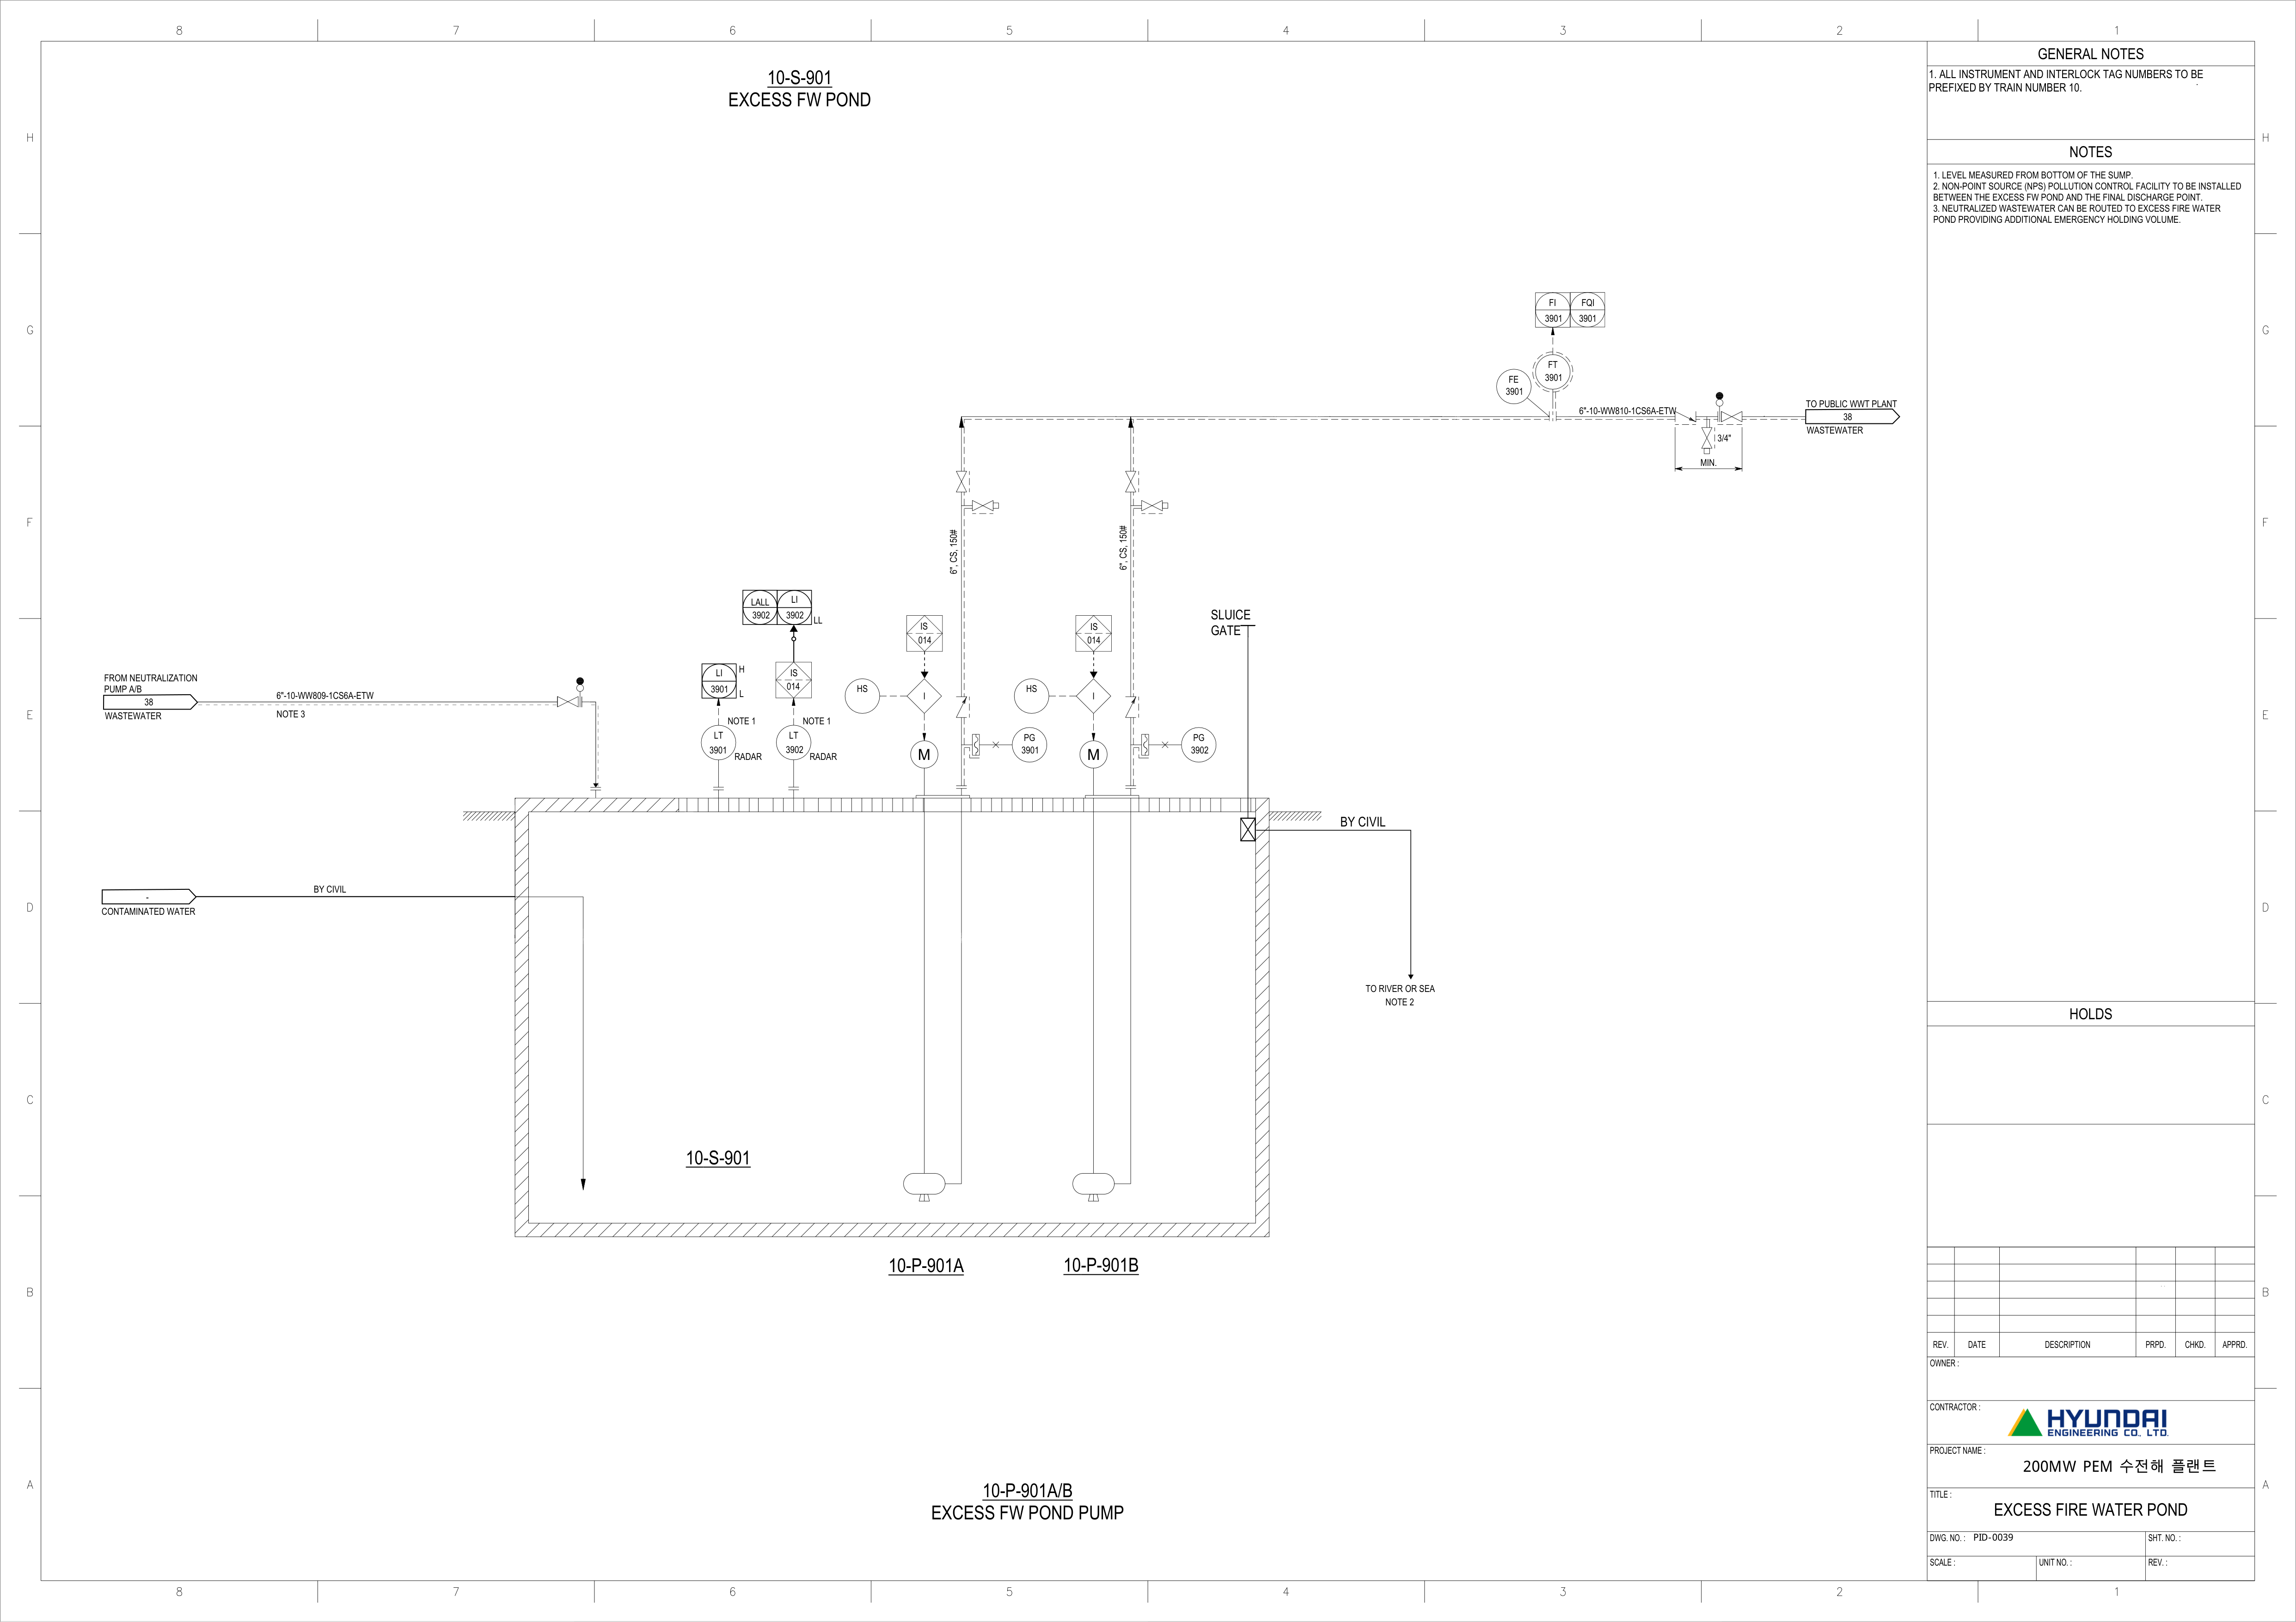 8 7 6 5 4 3 2 1
10-S-901
EXCESS FW POND
GENERAL NOTES
1. ALL INSTRUMENT AND INTERLOCK TAG NUMBERS TO BE
PREFIXED BY TRAIN NUMBER 10.
H H
NOTES
1. LEVEL MEASURED FROM BOTTOM OF THE SUMP.
2. NON-POINT SOURCE (NPS) POLLUTION CONTROL FACILITY TO BE INSTALLED
BETWEEN THE EXCESS FW POND AND THE FINAL DISCHARGE POINT.
3. NEUTRALIZED WASTEWATER CAN BE ROUTED TO EXCESS FIRE WATER
POND PROVIDING ADDITIONAL EMERGENCY HOLDING VOLUME.
G G
FI
3901
FQI
3901
FT
3901
FE
3901
6"-10-WW810-1CS6A-ETW
3/4"
MIN.
TO PUBLIC WWT PLANT
38
WASTEWATER
F F
6", CS, 150#
6", CS, 150#
LALL
3902
LI
3902
LL
IS
014
IS
014
SLUICE
GATE
LI
3901
H
L
IS
014
HS
I
HS
I
FROM NEUTRALIZATION
PUMP A/B
38
WASTEWATER
6"-10-WW809-1CS6A-ETW
NOTE 3
E E
NOTE 1
NOTE 1
LT
3901
RADAR
LT
3902
RADAR
M
PG
3901
M
PG
3902
BY CIVIL
-
CONTAMINATED WATER
BY CIVIL
D D
TO RIVER OR SEA
NOTE 2
HOLDS
C C
10-S-901
10-P-901A
10-P-901B
B B
REV. DATE DESCRIPTION PRPD. CHKD. APPRD.
OWNER :
CONTRACTOR :
HYUNDAI
ENGINEERING CO., LTD.
PROJECT NAME :
200MW PEM 수전해 플랜트
A A
10-P-901A/B
EXCESS FW POND PUMP
TITLE :
EXCESS FIRE WATER POND
DWG. NO. : PID-0039
SHT. NO. :
SCALE :
UNIT NO. :
REV. :
8 7 6 5 4 3 2 1